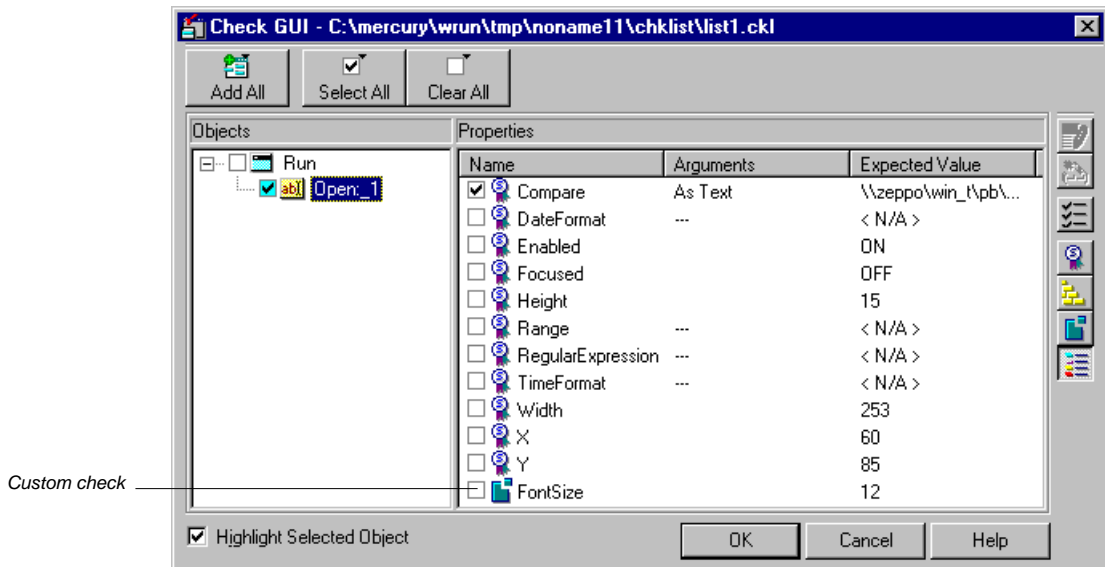 Check GUI - C:\mercury\wrun\tmp\noname11\chklist\list1.ckl
Add All Select All Clear All
Objects Properties
Run
Open:_1
Name Arguments Expected Value
Compare As Text \\zeppo\win_t\pb\...
DateFormat --- < N/A >
Enabled ON
Focused OFF
Height 15
Range --- < N/A >
RegularExpression --- < N/A >
TimeFormat --- < N/A >
Width 253
X 60
Y 85
Custom check FontSize 12
Highlight Selected Object OK Cancel Help